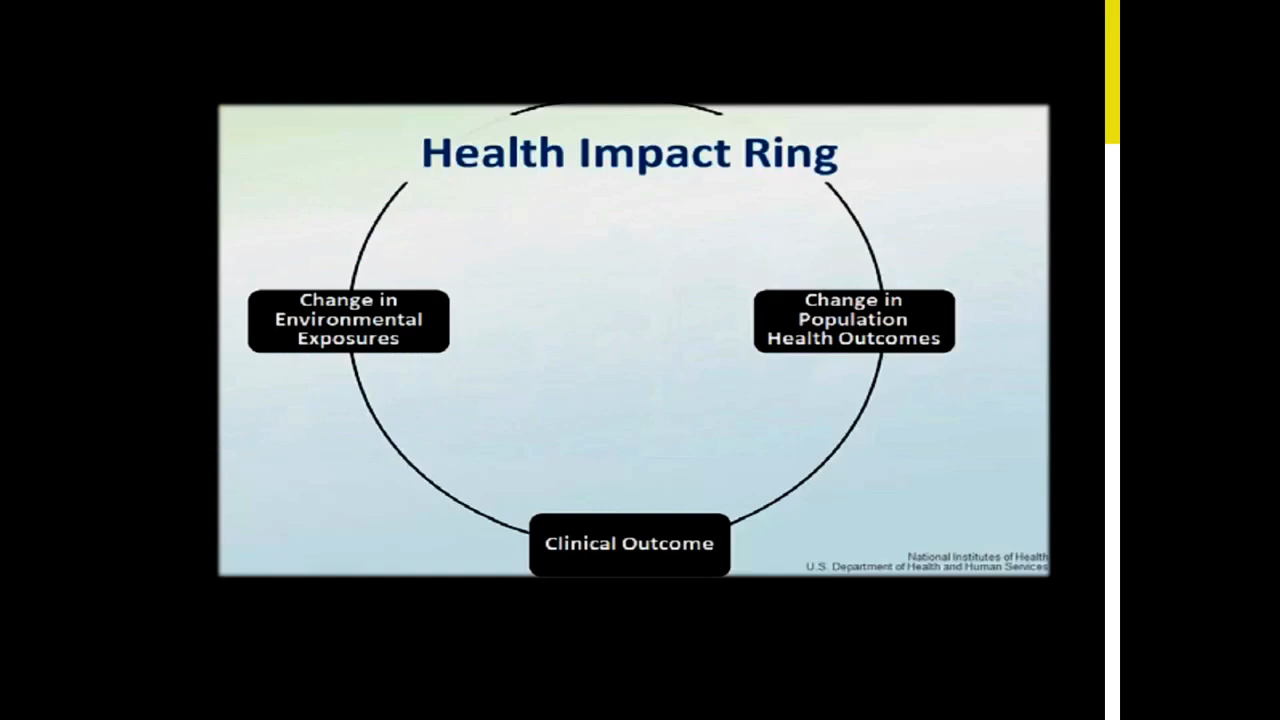 Health Impact Ring
Change in
Environmental
Exposures
Change in
Population
Health Outcomes
Clinical Outcome
National Institutes of Health
U.S. Department of Health and Human Services